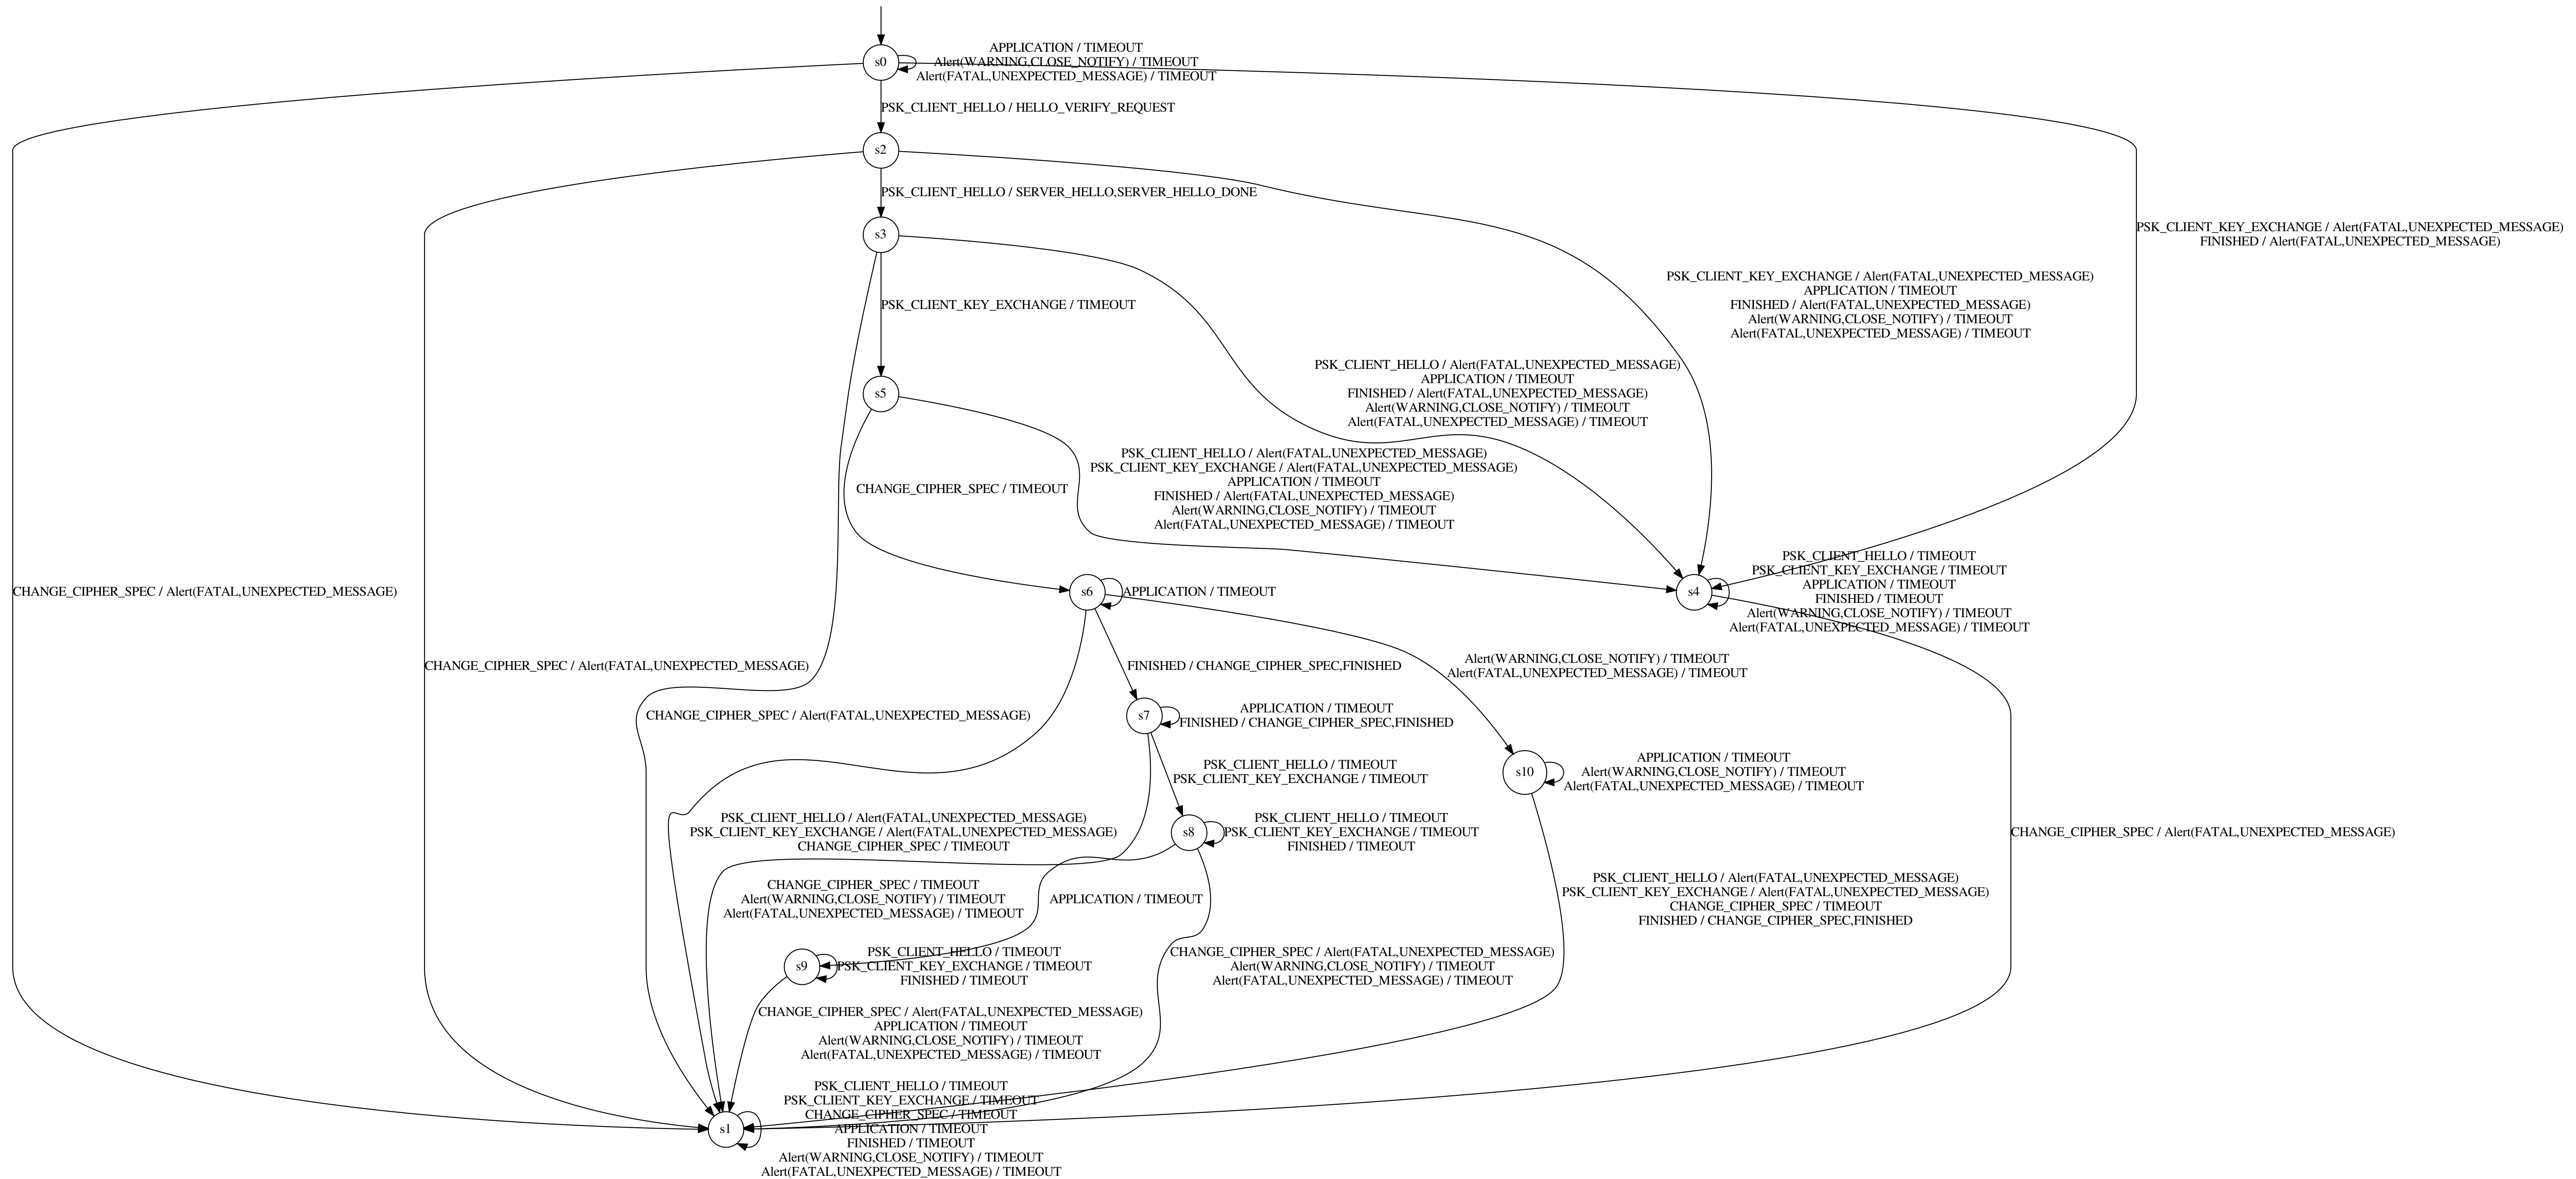 APPLICATION / TIMEOUT
s0
Alert(WARNING,CLOSE_NOTIFY) / TIMEOUT
Alert(FATAL,UNEXPECTED_MESSAGE) / TIMEOUT
PSK_CLIENT_HELLO / HELLO_VERIFY_REQUEST
s2
PSK_CLIENT_HELLO / SERVER_HELLO,SERVER_HELLO_DONE
s3
PSK_CLIENT_KEY_EXCHANGE / Alert(FATAL,UNEXPECTED_MESSAGE)
FINISHED / Alert(FATAL,UNEXPECTED_MESSAGE)
PSK_CLIENT_KEY_EXCHANGE / Alert(FATAL,UNEXPECTED_MESSAGE)
APPLICATION / TIMEOUT
FINISHED / Alert(FATAL,UNEXPECTED_MESSAGE)
Alert(WARNING,CLOSE_NOTIFY) / TIMEOUT
Alert(FATAL,UNEXPECTED_MESSAGE) / TIMEOUT
PSK_CLIENT_KEY_EXCHANGE / TIMEOUT
PSK_CLIENT_HELLO / Alert(FATAL,UNEXPECTED_MESSAGE)
APPLICATION / TIMEOUT
FINISHED / Alert(FATAL,UNEXPECTED_MESSAGE)
Alert(WARNING,CLOSE_NOTIFY) / TIMEOUT
Alert(FATAL,UNEXPECTED_MESSAGE) / TIMEOUT
s5
PSK_CLIENT_HELLO / Alert(FATAL,UNEXPECTED_MESSAGE)
PSK_CLIENT_KEY_EXCHANGE / Alert(FATAL,UNEXPECTED_MESSAGE)
APPLICATION / TIMEOUT
FINISHED / Alert(FATAL,UNEXPECTED_MESSAGE)
Alert(WARNING,CLOSE_NOTIFY) / TIMEOUT
Alert(FATAL,UNEXPECTED_MESSAGE) / TIMEOUT
CHANGE_CIPHER_SPEC / TIMEOUT
CHANGE_CIPHER_SPEC / Alert(FATAL,UNEXPECTED_MESSAGE)
s6
APPLICATION / TIMEOUT
s4
PSK_CLIENT_HELLO / TIMEOUT
PSK_CLIENT_KEY_EXCHANGE / TIMEOUT
APPLICATION / TIMEOUT
FINISHED / TIMEOUT
Alert(WARNING,CLOSE_NOTIFY) / TIMEOUT
Alert(FATAL,UNEXPECTED_MESSAGE) / TIMEOUT
CHANGE_CIPHER_SPEC / Alert(FATAL,UNEXPECTED_MESSAGE)
FINISHED / CHANGE_CIPHER_SPEC,FINISHED
Alert(WARNING,CLOSE_NOTIFY) / TIMEOUT
Alert(FATAL,UNEXPECTED_MESSAGE) / TIMEOUT
CHANGE_CIPHER_SPEC / Alert(FATAL,UNEXPECTED_MESSAGE)
s7
APPLICATION / TIMEOUT
FINISHED / CHANGE_CIPHER_SPEC,FINISHED
PSK_CLIENT_HELLO / TIMEOUT
PSK_CLIENT_KEY_EXCHANGE / TIMEOUT
s10
APPLICATION / TIMEOUT
Alert(WARNING,CLOSE_NOTIFY) / TIMEOUT
Alert(FATAL,UNEXPECTED_MESSAGE) / TIMEOUT
PSK_CLIENT_HELLO / Alert(FATAL,UNEXPECTED_MESSAGE)
PSK_CLIENT_KEY_EXCHANGE / Alert(FATAL,UNEXPECTED_MESSAGE)
CHANGE_CIPHER_SPEC / TIMEOUT
s8
PSK_CLIENT_HELLO / TIMEOUT
PSK_CLIENT_KEY_EXCHANGE / TIMEOUT
FINISHED / TIMEOUT
CHANGE_CIPHER_SPEC / Alert(FATAL,UNEXPECTED_MESSAGE)
CHANGE_CIPHER_SPEC / TIMEOUT
Alert(WARNING,CLOSE_NOTIFY) / TIMEOUT
Alert(FATAL,UNEXPECTED_MESSAGE) / TIMEOUT
APPLICATION / TIMEOUT
PSK_CLIENT_HELLO / Alert(FATAL,UNEXPECTED_MESSAGE)
PSK_CLIENT_KEY_EXCHANGE / Alert(FATAL,UNEXPECTED_MESSAGE)
CHANGE_CIPHER_SPEC / TIMEOUT
FINISHED / CHANGE_CIPHER_SPEC,FINISHED
s9
PSK_CLIENT_HELLO / TIMEOUT
PSK_CLIENT_KEY_EXCHANGE / TIMEOUT
FINISHED / TIMEOUT
CHANGE_CIPHER_SPEC / Alert(FATAL,UNEXPECTED_MESSAGE)
Alert(WARNING,CLOSE_NOTIFY) / TIMEOUT
Alert(FATAL,UNEXPECTED_MESSAGE) / TIMEOUT
CHANGE_CIPHER_SPEC / Alert(FATAL,UNEXPECTED_MESSAGE)
APPLICATION / TIMEOUT
Alert(WARNING,CLOSE_NOTIFY) / TIMEOUT
Alert(FATAL,UNEXPECTED_MESSAGE) / TIMEOUT
s1
PSK_CLIENT_HELLO / TIMEOUT
PSK_CLIENT_KEY_EXCHANGE / TIMEOUT
CHANGE_CIPHER_SPEC / TIMEOUT
APPLICATION / TIMEOUT
FINISHED / TIMEOUT
Alert(WARNING,CLOSE_NOTIFY) / TIMEOUT
Alert(FATAL,UNEXPECTED_MESSAGE) / TIMEOUT